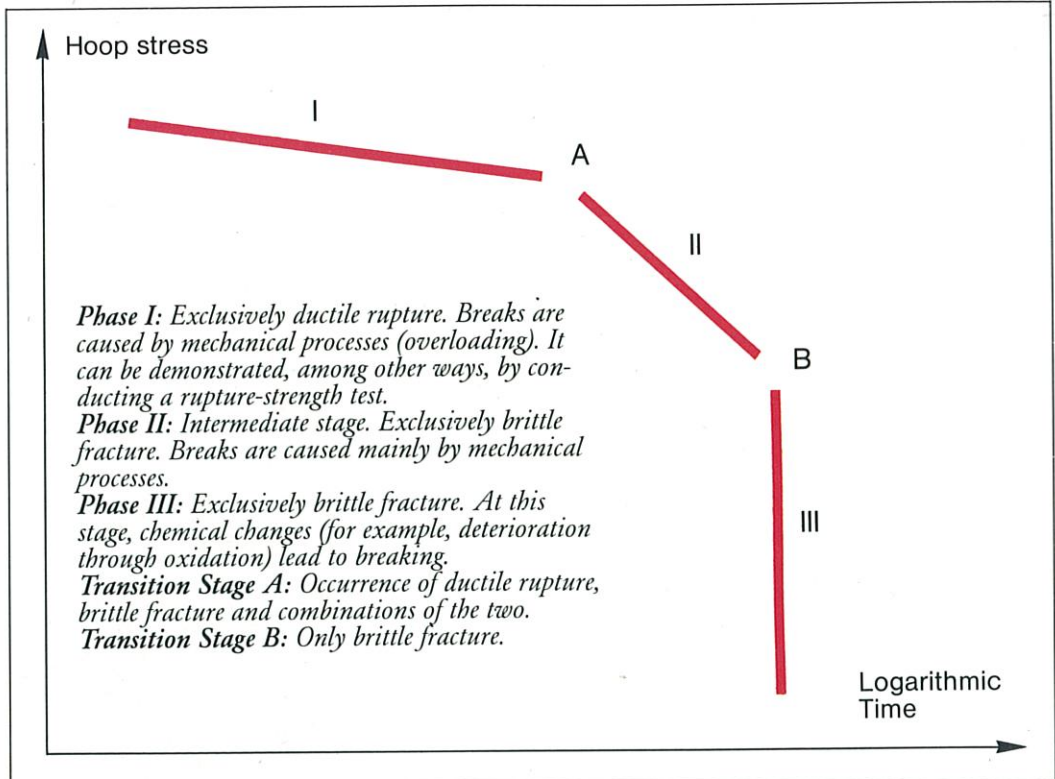 Hoop stress
I
A
II
B
III
Phase I: Exclusively ductile rupture. Breaks are
caused by mechanical processes (overloading). It
can be demonstrated, among other ways, by con-
ducting a rupture-strength test.
Phase II: Intermediate stage. Exclusively brittle
fracture. Breaks are caused mainly by mechanical
processes.
Phase III: Exclusively brittle fracture. At this
stage, chemical changes (for example, deterioration
through oxidation) lead to breaking.
Transition Stage A: Occurrence of ductile rupture,
brittle fracture and combinations of the two.
Transition Stage B: Only brittle fracture.
Logarithmic
Time